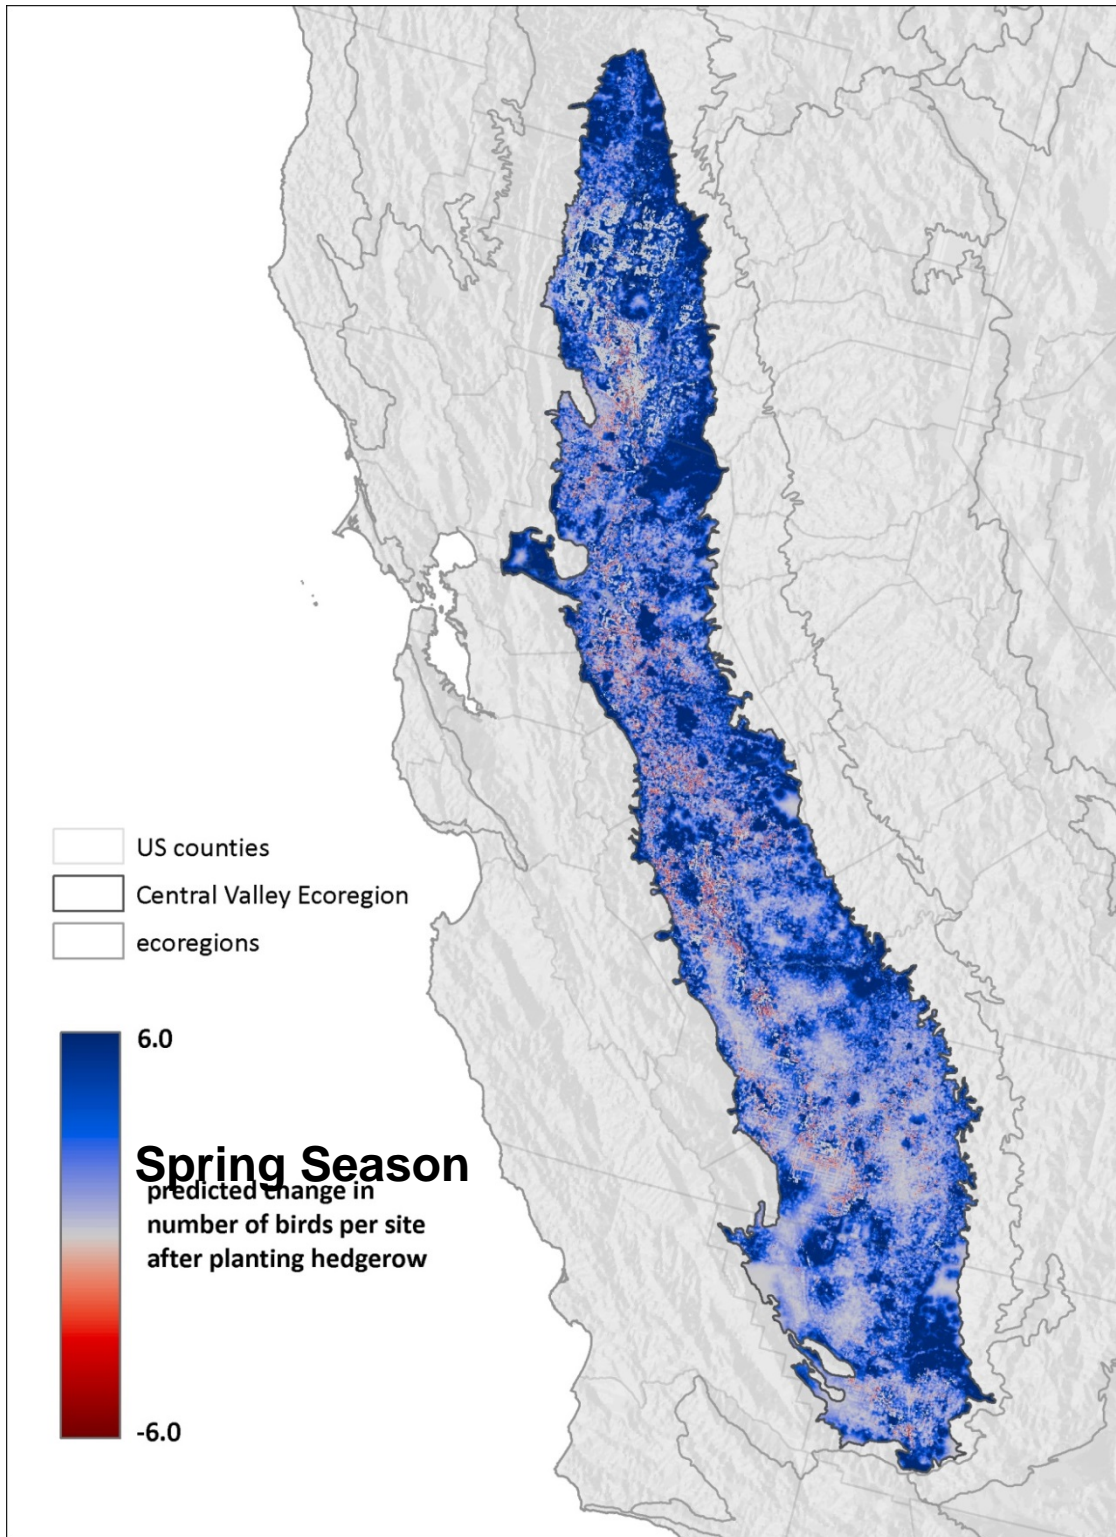 US counties
Central Valley Ecoregion
ecoregions
6.0
Spring Season
predicted change in
number of birds per site
after planting hedgerow
-6.0